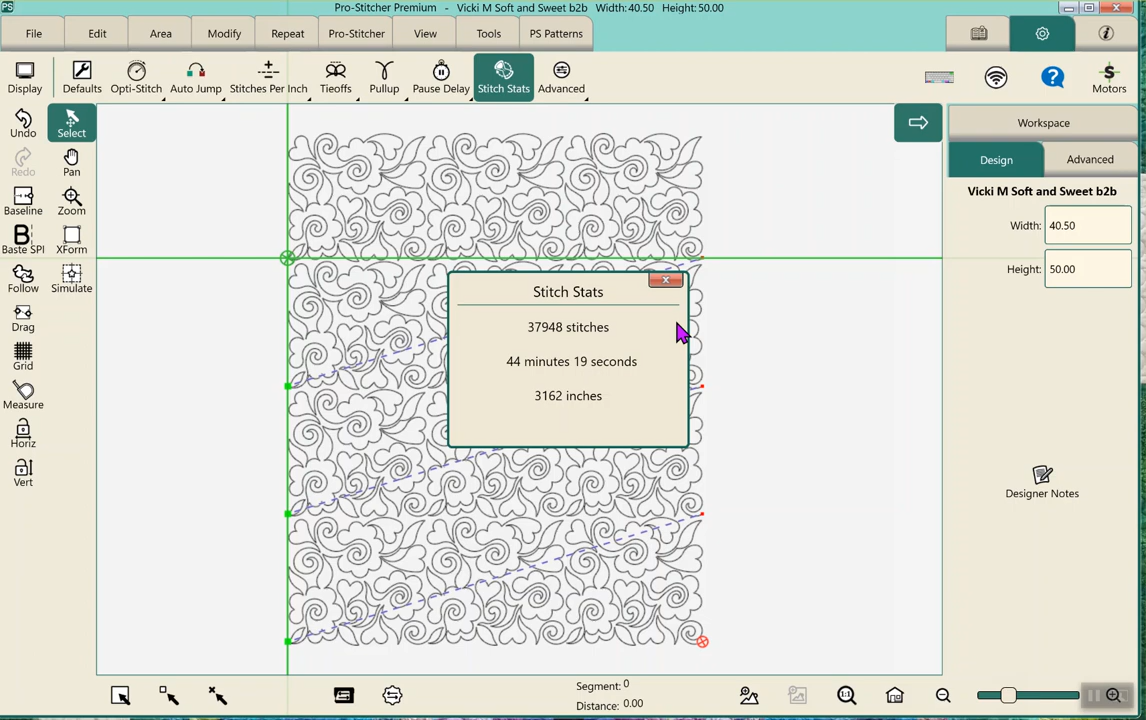 PS
Pro-Stitcher Premium - Vicki M Soft and Sweet b2b Width:40.50 Height: 50.00
File Edit Area Modify Repeat Pro-Stitcher View Tools PS Patterns
Display Defaults Opti-Stitch Auto Jump Stitches Per Inch Tieoffs Pullup Pause Delay Stitch Stats Advanced Motors
Undo Select
Redo Pan
Baseline Zoom
Baste SPI XForm
Follow Simulate
Drag
Grid
Measure
Horiz
Vert
Stitch Stats
37948 stitches
44 minutes 19 seconds
3162 inches
Workspace
Design Advanced
Vicki M Soft and Sweet b2b
Width: 40.50
Height: 50.00
Designer Notes
Segment: 0
Distance: 0.00
1:1